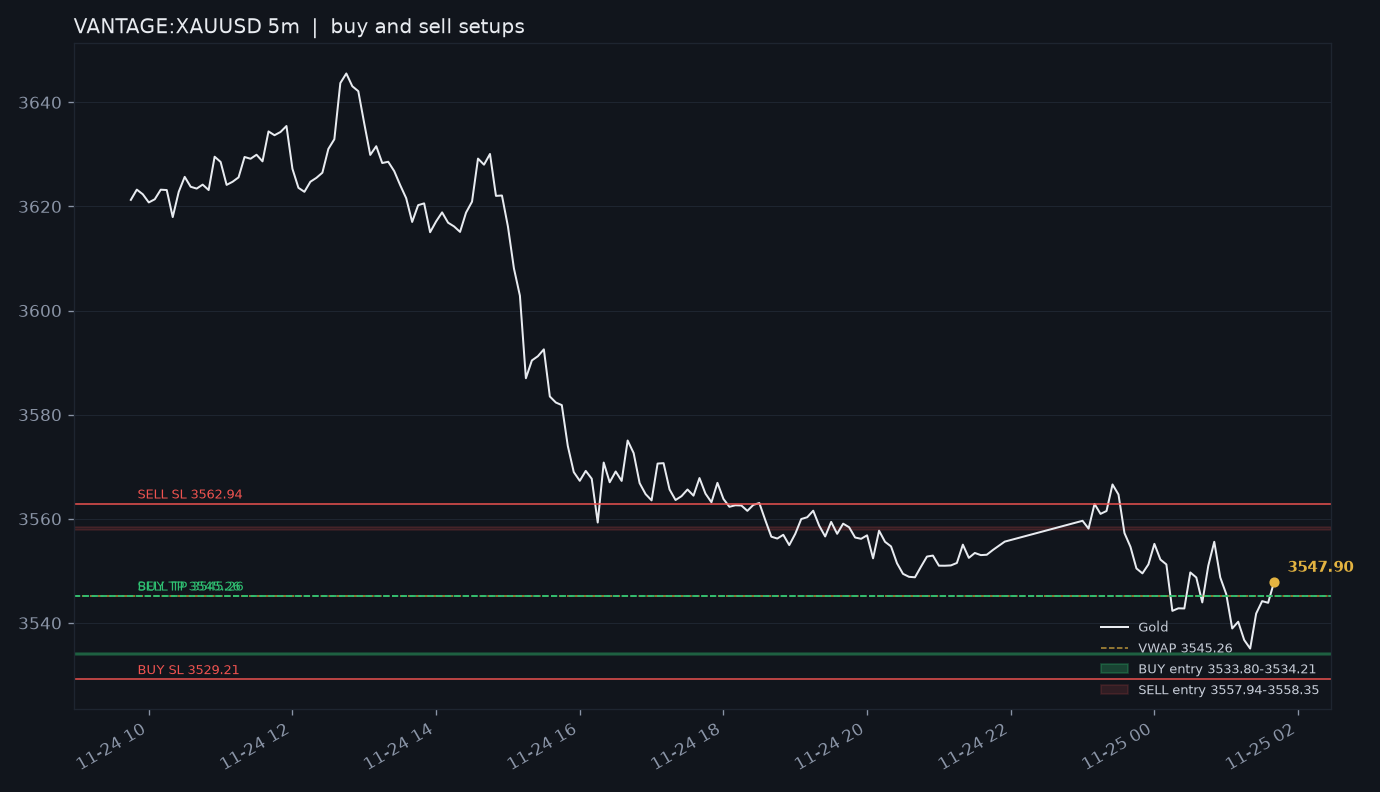 VANTAGE:XAUUSD 5m | buy and sell setups
3640
3620
3600
3580
3560
3540
SELL SL 3562.94
BUY SL 3529.21
3547.90
Gold
VWAP 3545.26
BUY entry 3533.80-3534.21
SELL entry 3557.94-3558.35
11-24 10
11-24 12
11-24 14
11-24 16
11-24 18
11-24 20
11-24 22
11-25 00
11-25 02